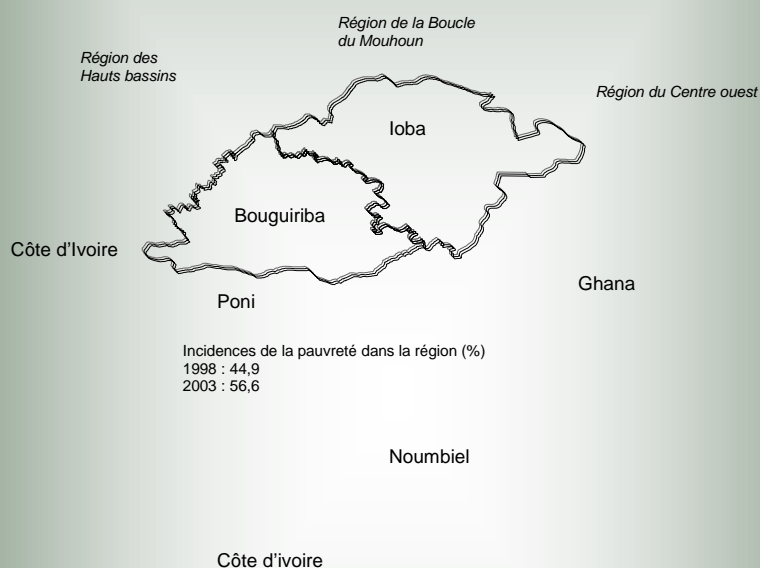 Région de la Boucle
du Mouhoun
Région des
Hauts bassins
Région du Centre ouest
Ioba
Bouguiriba
Côte d'Ivoire
Ghana
Poni
Incidences de la pauvreté dans la région (%)
1998 : 44,9
2003 : 56,6
Noumbiel
Côte d'ivoire